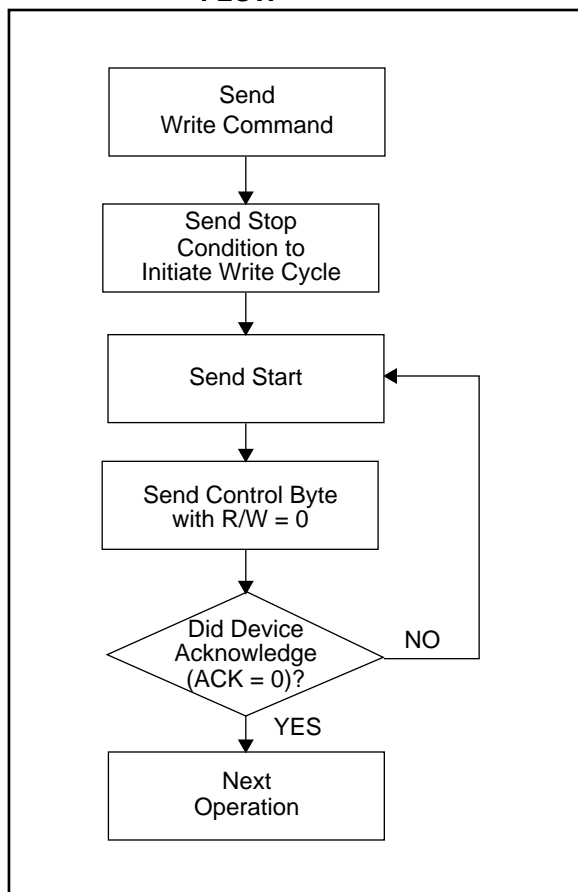 Send
Write Command
Send Stop
Condition to
Initiate Write Cycle
Send Start
Send Control Byte
with R/W = 0
Did Device
Acknowledge
(ACK = 0)?
NO
YES
Next
Operation